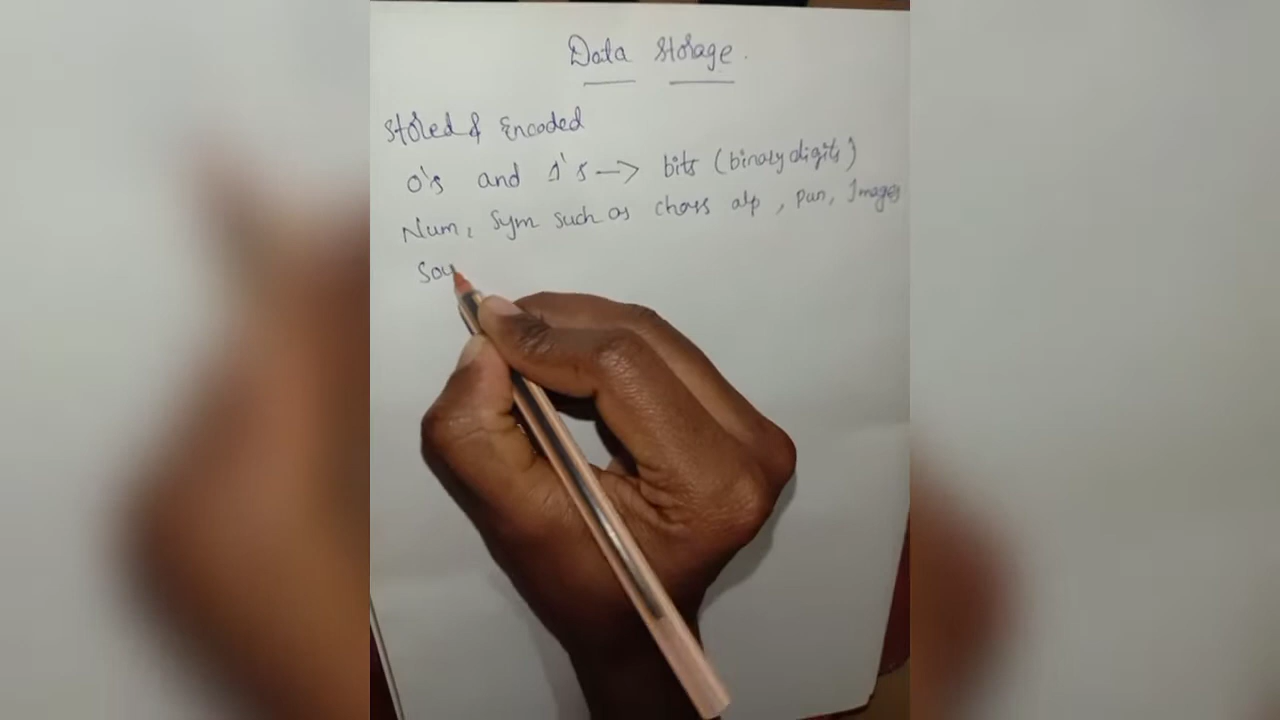 Data Storage.
Stored & Encoded
0's and 1's → bits (binary digits)
Num, Sym such as chars alp, pun, Images
Sou